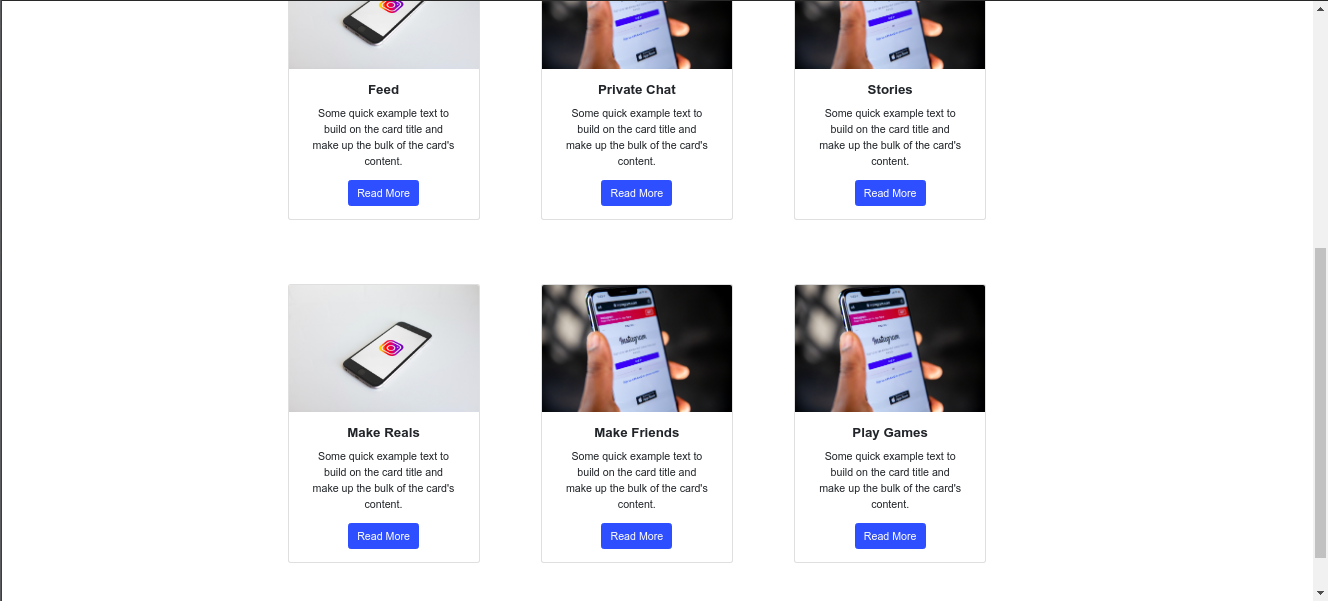 Feed
Some quick example text to
build on the card title and
make up the bulk of the card's
content.
Read More
Private Chat
Some quick example text to
build on the card title and
make up the bulk of the card's
content.
Read More
Stories
Some quick example text to
build on the card title and
make up the bulk of the card's
content.
Read More
Make Reals
Some quick example text to
build on the card title and
make up the bulk of the card's
content.
Read More
Instagram
Make Friends
Some quick example text to
build on the card title and
make up the bulk of the card's
content.
Read More
Instagram
Play Games
Some quick example text to
build on the card title and
make up the bulk of the card's
content.
Read More